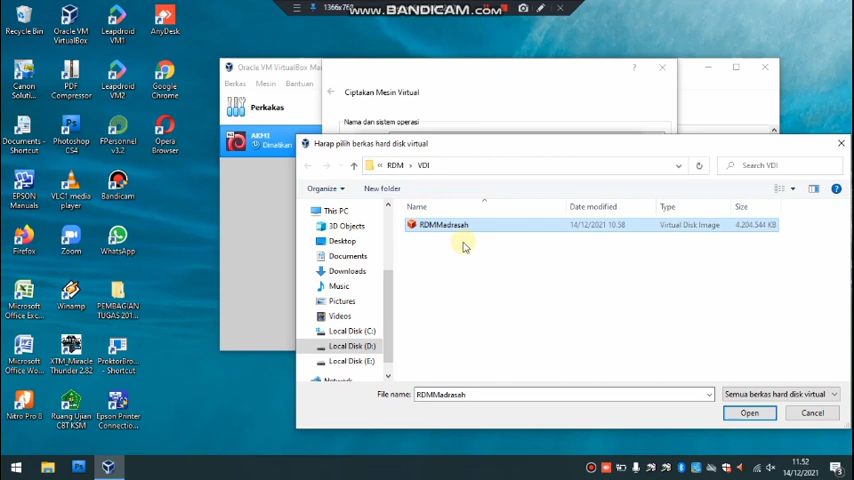 1366x768
www.BANDICAM.com
Recycle Bin
Oracle VM
VirtualBox
Leapdroid
VM1
AnyDesk
Canon
Soluti...
PDF
Compressor
Leapdroid
VM2
Google
Chrome
Documents -
Shortcut
Photoshop
CS4
FPersonnel
v3.2
Opera
Browser
EPSON
Manuals
VLC1 media
player
Bandicam
Firefox
Zoom
WhatsApp
Microsoft
Office Exc...
Winamp
PEMBAGIAN
TUGAS 201...
Microsoft
Office Wo...
XTM_Miracle
Thunder 2.82
ProktorBro...
- Shortcut
Nitro Pro
Ruang Ujian
CBT KSM
Epson Printer
Connectio...
Oracle VM VirtualBox Ma
Berkas
Mesin
Bantuan
Perkakas
AKMI
Dimatikan
Ciptakan Mesin Virtual
Nama dan sistem operasi
Harap pilih berkas hard disk virtual
« RDM › VDI
Search VDI
Organize
New folder
This PC
3D Objects
Desktop
Documents
Downloads
Music
Pictures
Videos
Local Disk (C:)
Local Disk (D:)
Local Disk (E:)
Network
Name
Date modified
Type
Size
RDMMadrasah
14/12/2021 10.58
Virtual Disk Image
4.204.544 KB
File name:
RDMMadrasah
Semua berkas hard disk virtual
Open
Cancel
11.52
14/12/2021
3